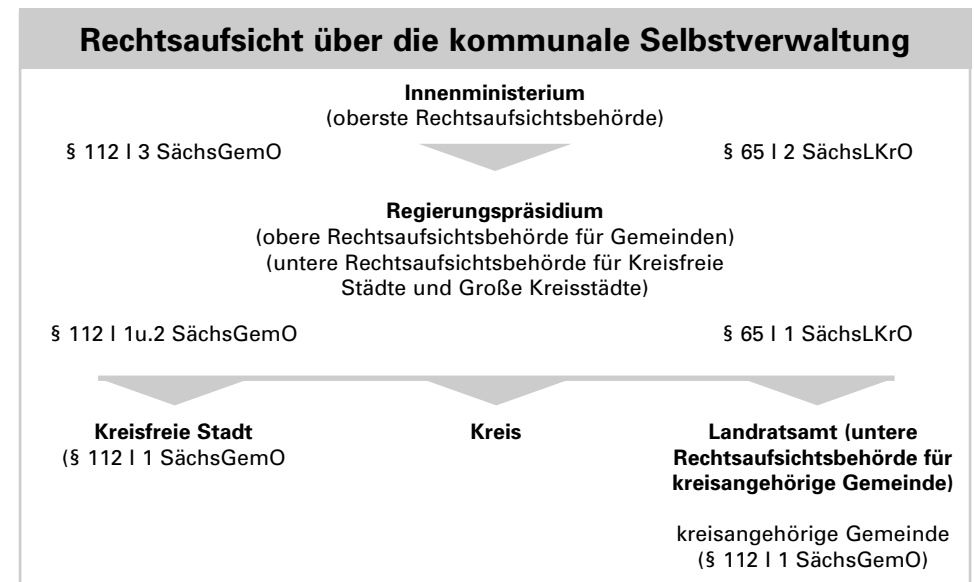 Rechtsaufsicht über die kommunale Selbstverwaltung
Innenministerium
(oberste Rechtsaufsichtsbehörde)
§ 112 I 3 SächsGemO
§ 65 I 2 SächsLKrO
Regierungspräsidium
(obere Rechtsaufsichtsbehörde für Gemeinden)
(untere Rechtsaufsichtsbehörde für Kreisfreie
Städte und Große Kreisstädte)
§ 112 I 1u.2 SächsGemO
§ 65 I 1 SächsLKrO
Kreisfreie Stadt
(§ 112 I 1 SächsGemO
Kreis
Landratsamt (untere
Rechtsaufsichtsbehörde für
kreisangehörige Gemeinde)
kreisangehörige Gemeinde
(§ 112 I 1 SächsGemO)